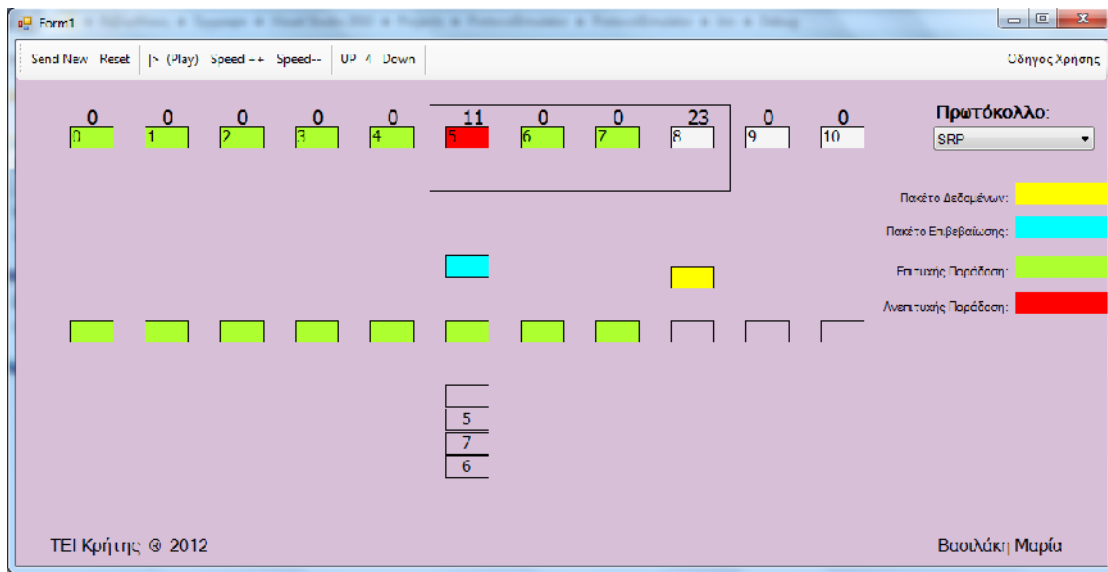 Form1
Send New Reset |> (Play) Speed ++ Speed-- UP 4 Down Οδηγος Χρήσης
0 0 0 0 0 11 0 0 23 0 0
0 1 2 3 4 5 6 7 8 9 10
Πρωτόκολλο:
SRP
Πακέτο Δεδομένων:
Πακέτο Επιβεβαίωσης:
Επιτυχής Παράδοση:
Ανεπιτυχής Παράδοση:
5
7
6
ΤΕΙ Κρήτης @ 2012
Βασιλάκη Μαρία